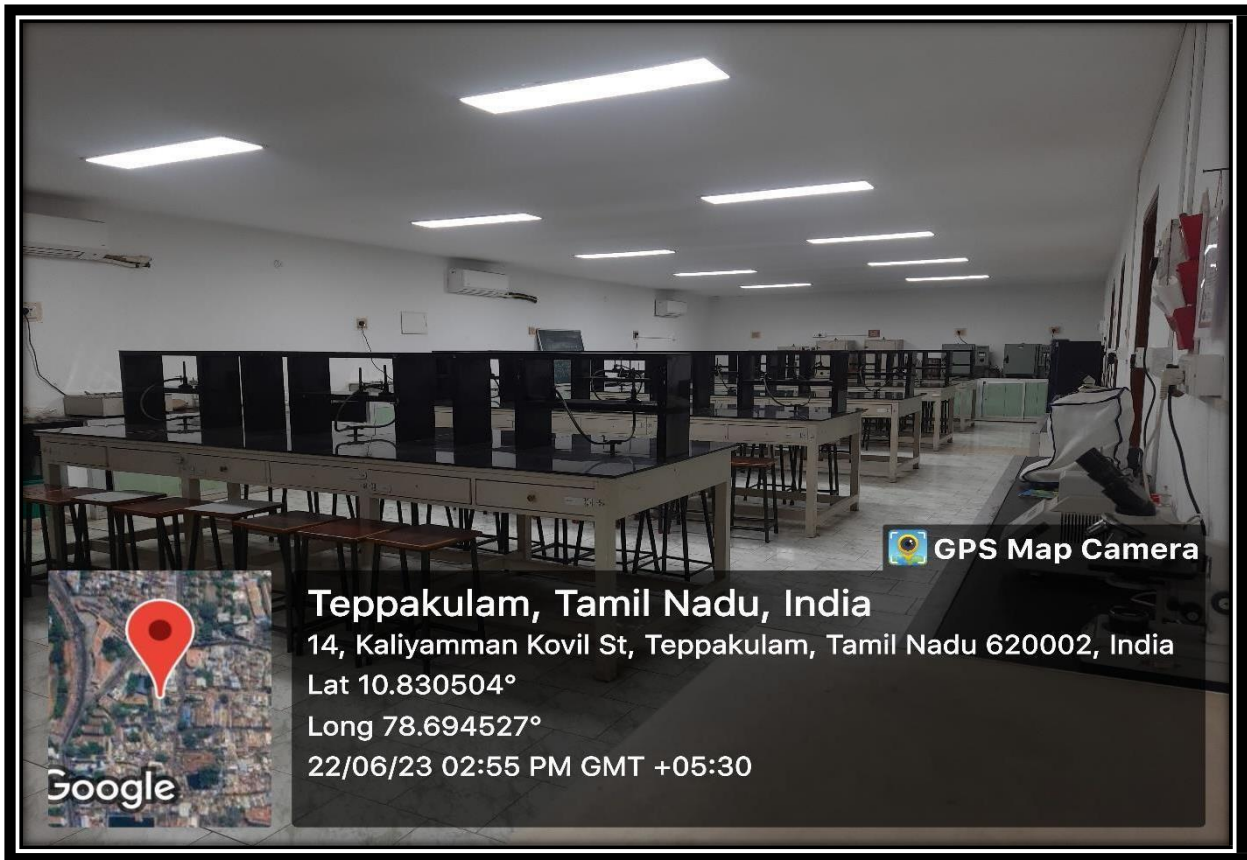 GPS Map Camera
Teppakulam, Tamil Nadu, India
14, Kaliyamman Kovil St, Teppakulam, Tamil Nadu 620002, India
Lat 10.830504°
Long 78.694527°
22/06/23 02:55 PM GMT +05:30
Google